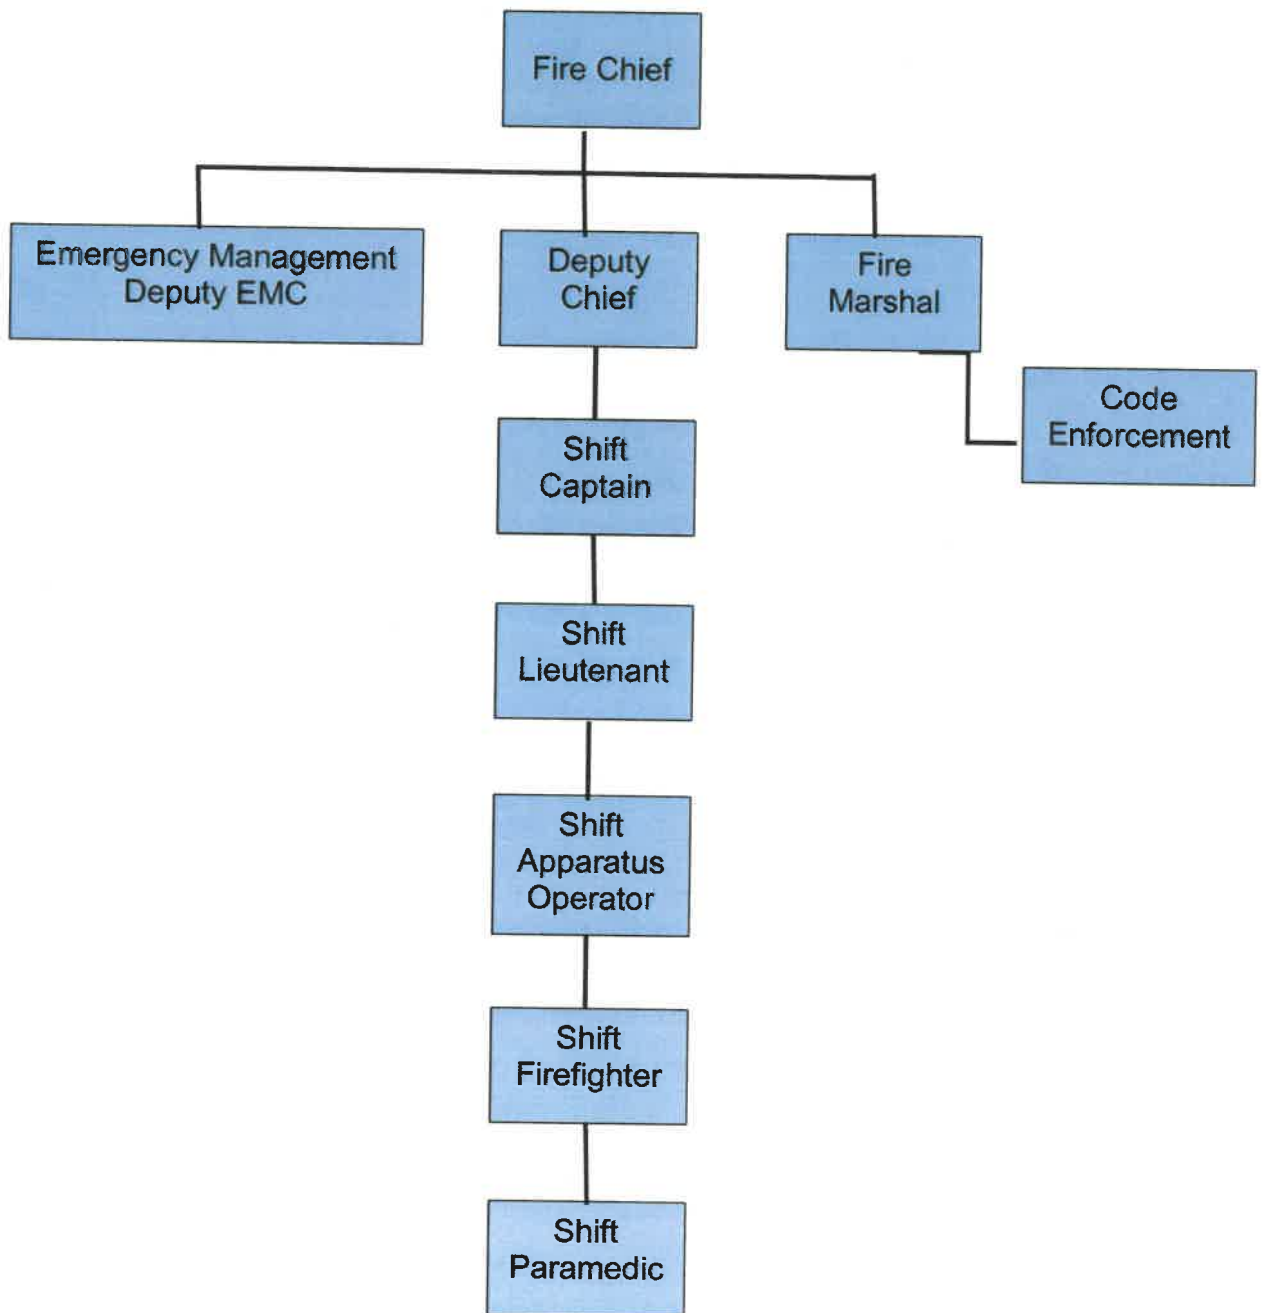 Fire Chief
Emergency Management
Deputy EMC
Deputy
Chief
Fire
Marshal
Code
Enforcement
Shift
Captain
Shift
Lieutenant
Shift
Apparatus
Operator
Shift
Firefighter
Shift
Paramedic